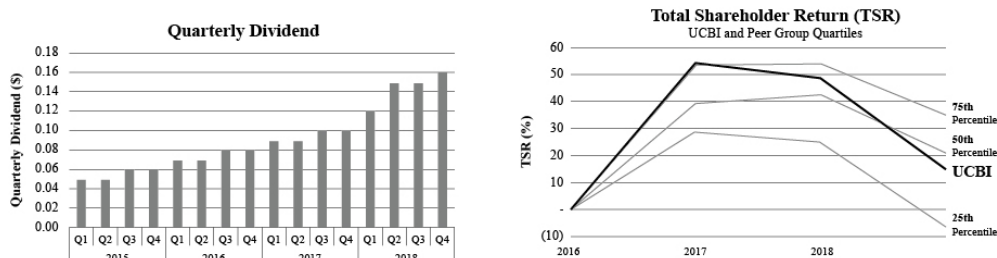 Quarterly Dividend
Quarterly Dividend ($)
0.18
0.16
0.14
0.12
0.10
0.08
0.06
0.04
0.02
0.00
Q1 Q2 Q3 Q4 Q1 Q2 Q3 Q4 Q1 Q2 Q3 Q4 Q1 Q2 Q3 Q4
2015 2016 2017 2018
Total Shareholder Return (TSR)
UCBI and Peer Group Quartiles
TSR (%)
60
50
40
30
20
10
-
(10)
2016 2017 2018
75th
Percentile
50th
Percentile
UCBI
25th
Percentile